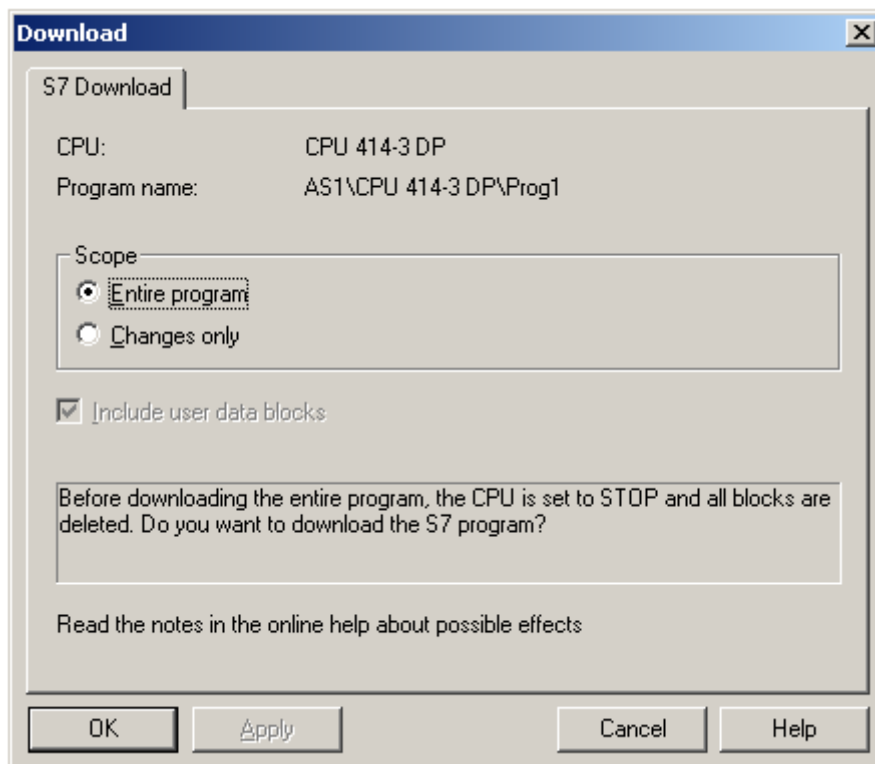 Download
S7 Download
CPU: CPU 414-3 DP
Program name: AS1\CPU 414-3 DP\Prog1
Scope
Entire program
Changes only
Include user data blocks
Before downloading the entire program, the CPU is set to STOP and all blocks are
deleted. Do you want to download the S7 program?
Read the notes in the online help about possible effects
OK Apply Cancel Help